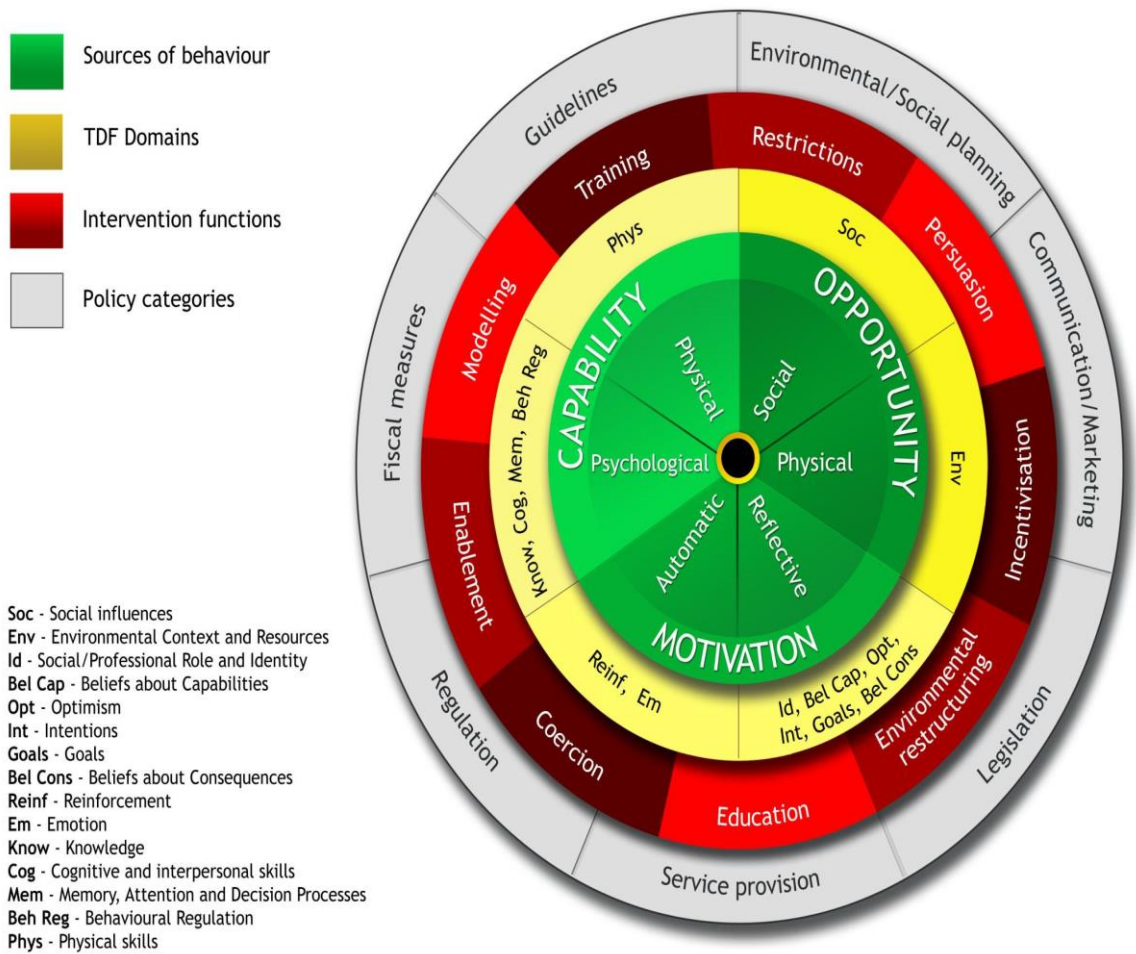 Sources of behaviour
TDF Domains
Intervention functions
Policy categories
Guidelines
Environmental/Social planning
Communication/Marketing
Legislation
Service provision
Regulation
Fiscal measures
Training
Restrictions
Persuasion
Incentivisation
Environmental
restructuring
Education
Coercion
Enablement
Modelling
Phys
Soc
Env
Id, Bel Cap, Opt,
Int, Goals, Bel Cons
Reinf, Em
Know, Cog, Mem, Beh Reg
CAPABILITY
OPPORTUNITY
MOTIVATION
Physical
Social
Psychological
Physical
Automatic
Reflective
Soc - Social influences
Env - Environmental Context and Resources
Id - Social/Professional Role and Identity
Bel Cap - Beliefs about Capabilities
Opt - Optimism
Int - Intentions
Goals - Goals
Bel Cons - Beliefs about Consequences
Reinf - Reinforcement
Em - Emotion
Know - Knowledge
Cog - Cognitive and interpersonal skills
Mem - Memory, Attention and Decision Processes
Beh Reg - Behavioural Regulation
Phys - Physical skills